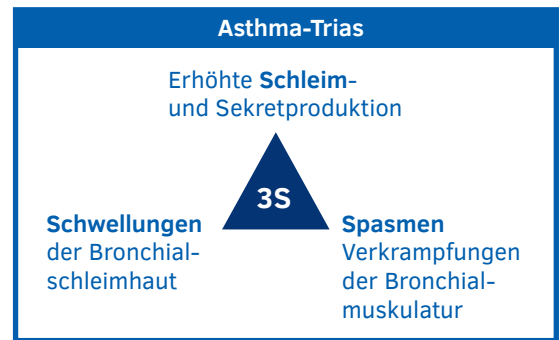 Asthma-Trias
Erhöhte Schleim-
und Sekretproduktion
3S
Schwellungen
der Bronchial-
schleimhaut
Spasmen
Verkrampfungen
der Bronchial-
muskulatur